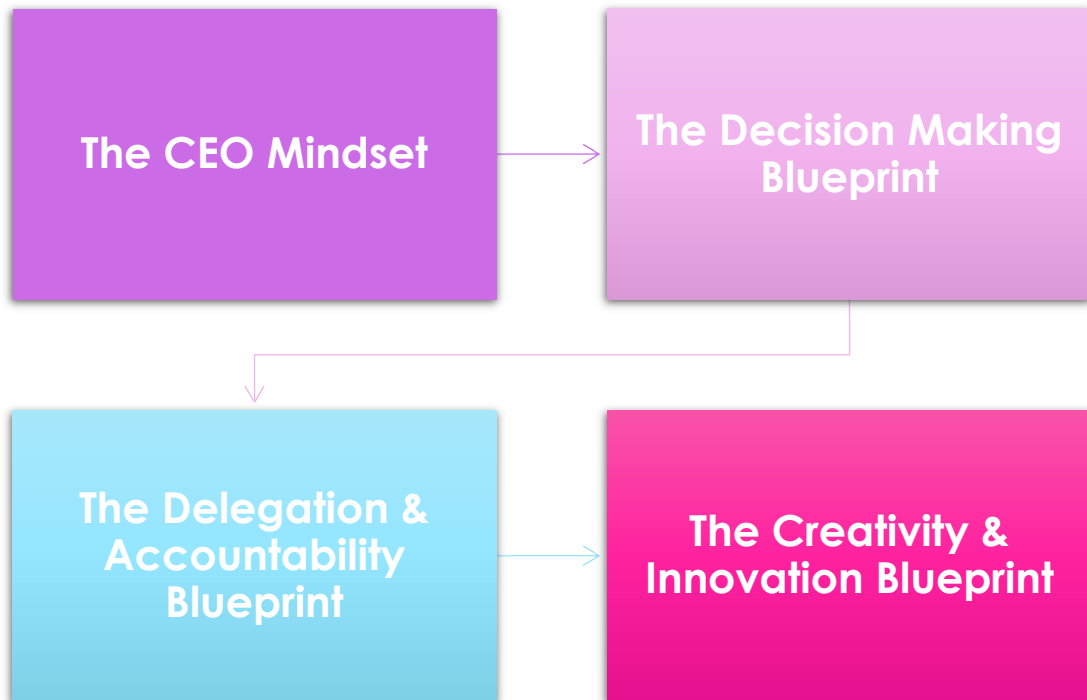 The CEO Mindset
The Decision Making
Blueprint
The Delegation &
Accountability
Blueprint
The Creativity &
Innovation Blueprint